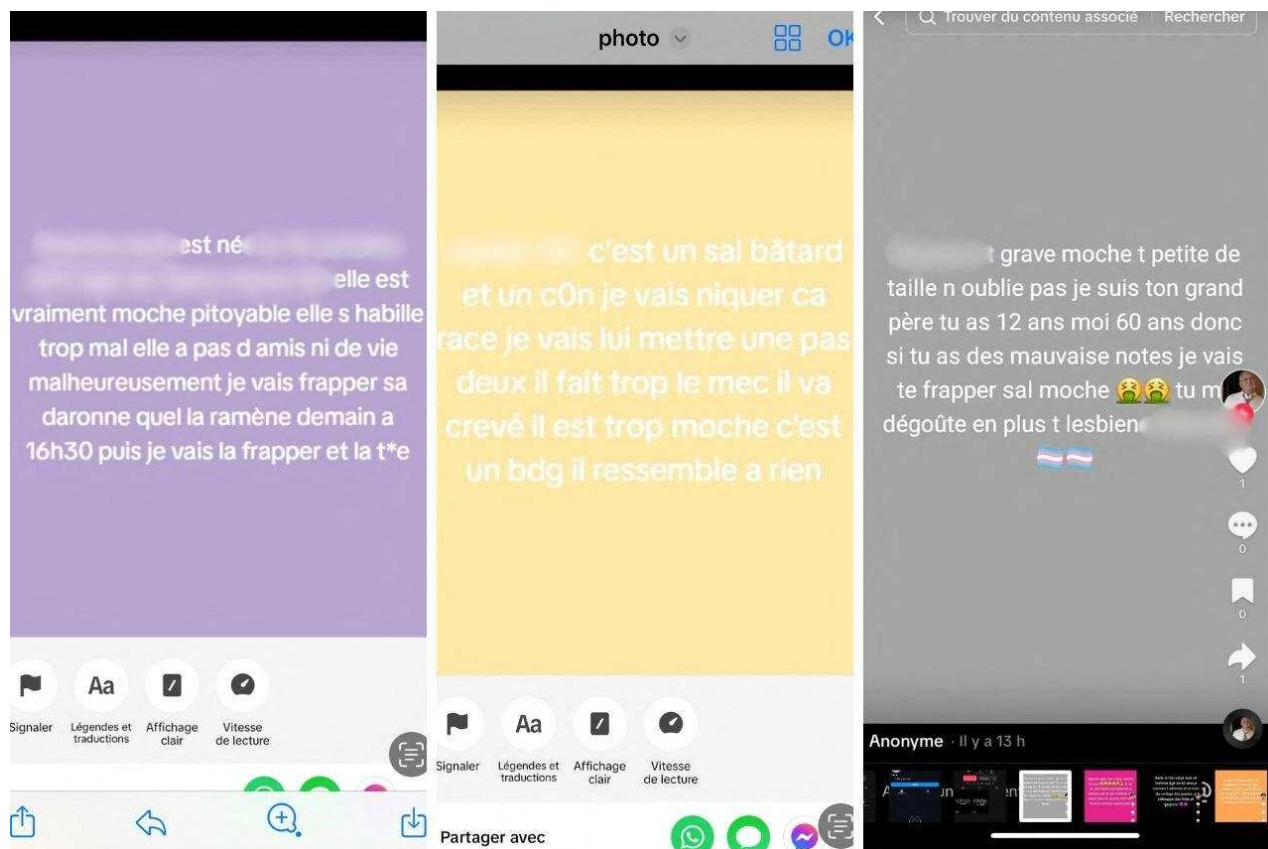 est né
elle est
vraiment moche pitoyable elle s habille
trop mal elle a pas d amis ni de vie
malheureusement je vais frapper sa
daronne quel la ramène demain a
16h30 puis je vais la frapper et la t*e
Signaler
Légendes et traductions
Affichage clair
Vitesse de lecture
photo
OK
c'est un sal bâtard
et un c0n je vais niquer ca
race je vais lui mettre une pas
deux il fait trop le mec il va
crevé il est trop moche c'est
un bdg il ressemble a rien
Signaler
Légendes et traductions
Affichage clair
Vitesse de lecture
Partager avec
Trouver du contenu associé
Rechercher
t grave moche t petite de
taille n oublie pas je suis ton grand
père tu as 12 ans moi 60 ans donc
si tu as des mauvaise notes je vais
te frapper sal moche 🤮🤮 tu m
dégoûte en plus t lesbien
🏳️‍⚧️🏳️‍⚧️
1
0
0
1
Anonyme · Il y a 13 h